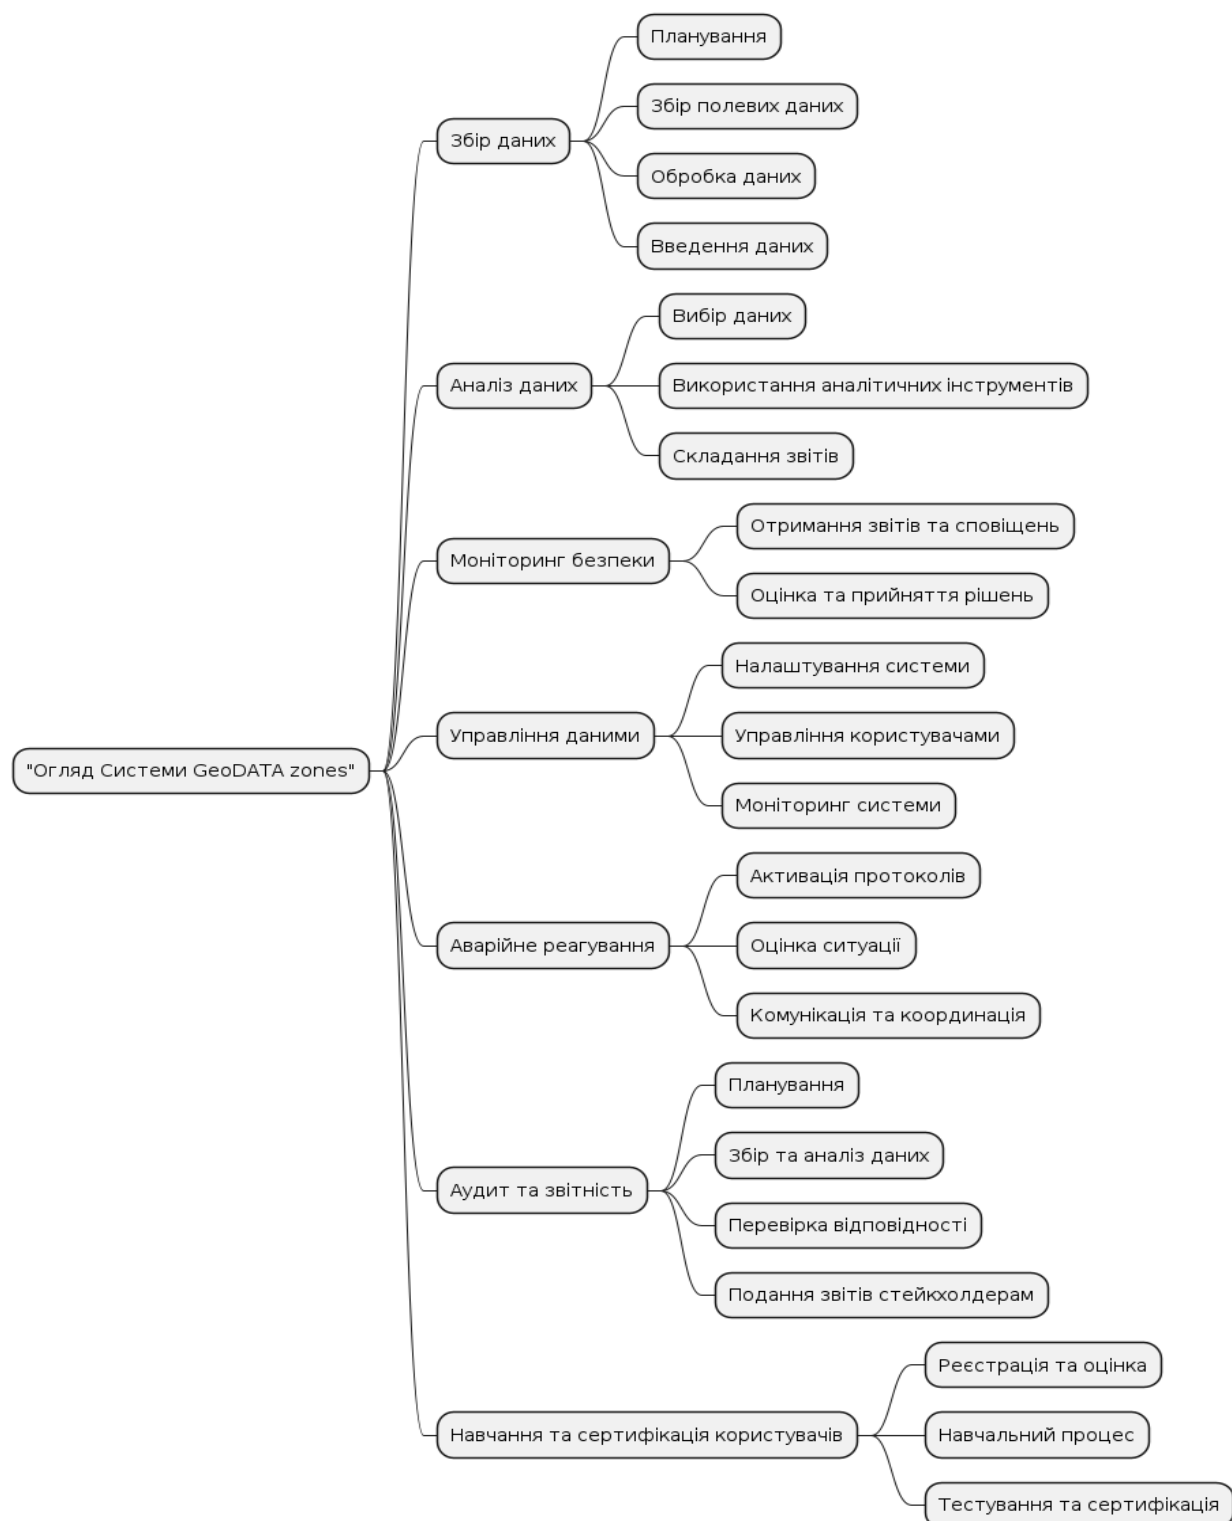 "Огляд Системи GeoDATA zones"
Збір даних
Планування
Збір полевих даних
Обробка даних
Введення даних
Аналіз даних
Вибір даних
Використання аналітичних інструментів
Складання звітів
Моніторинг безпеки
Отримання звітів та сповіщень
Оцінка та прийняття рішень
Управління даними
Налаштування системи
Управління користувачами
Моніторинг системи
Аварійне реагування
Активація протоколів
Оцінка ситуації
Комунікація та координація
Аудит та звітність
Планування
Збір та аналіз даних
Перевірка відповідності
Подання звітів стейкхолдерам
Навчання та сертифікація користувачів
Реєстрація та оцінка
Навчальний процес
Тестування та сертифікація